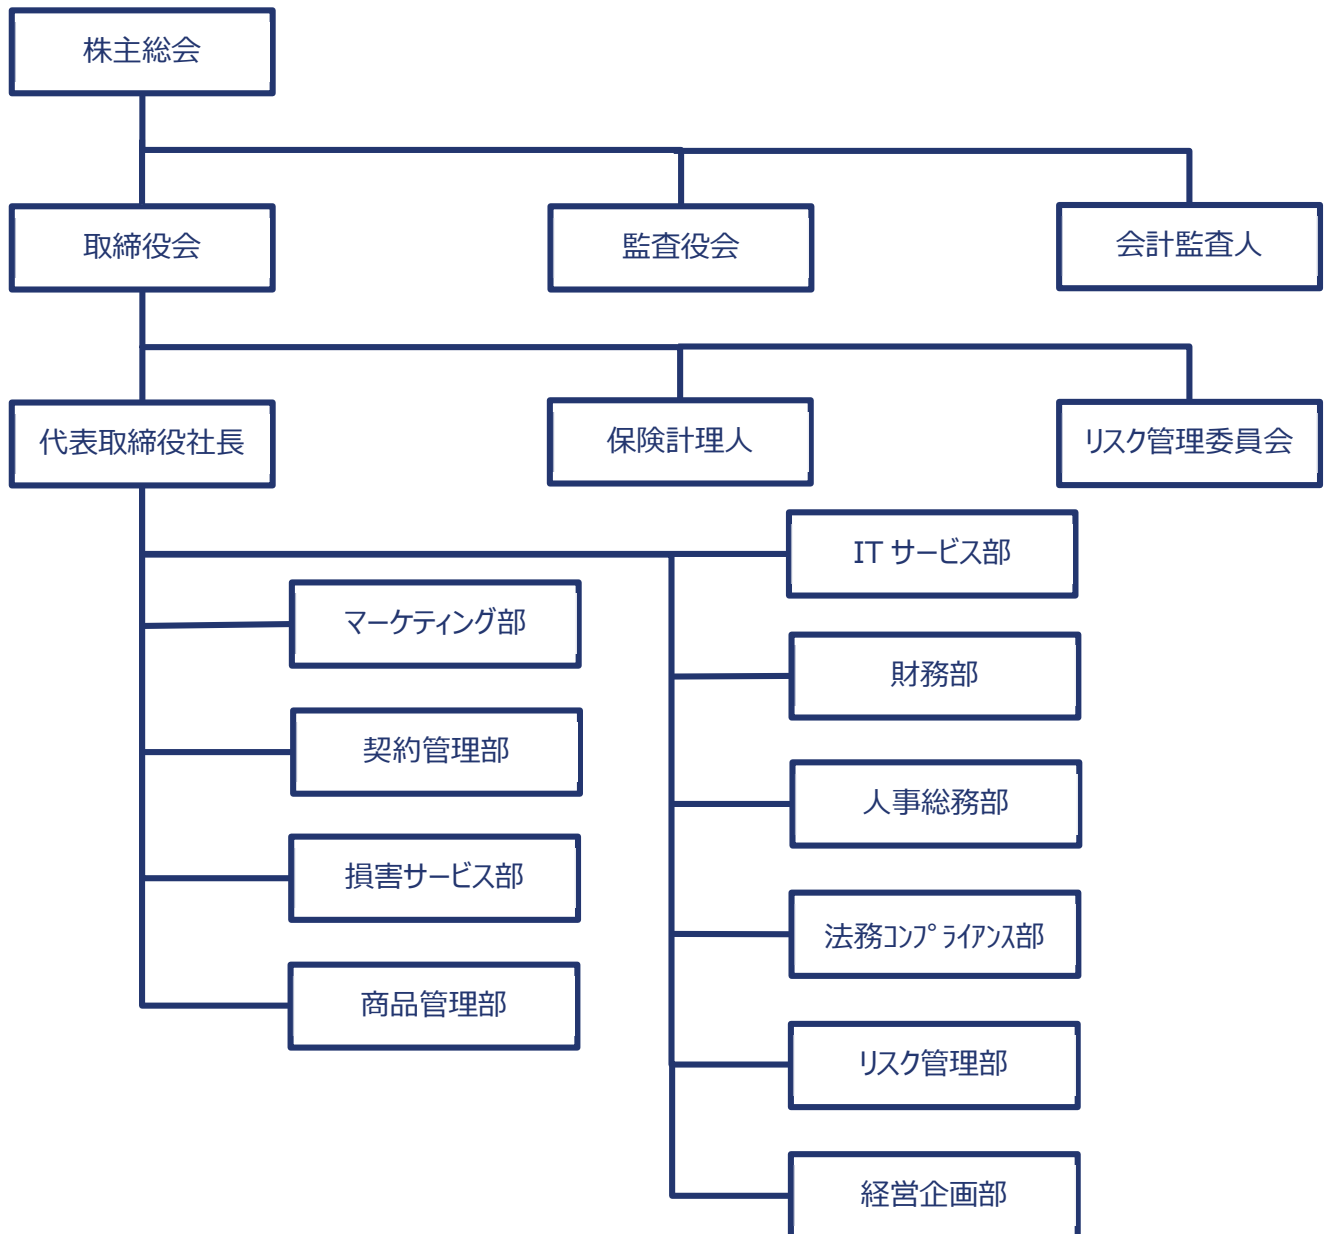 株主総会
取締役会
監査役会
会計監査人
代表取締役社長
保険計理人
リスク管理委員会
IT サービス部
マーケティング部
財務部
契約管理部
人事総務部
損害サービス部
法務ｺﾝﾌﾟﾗｲｱﾝｽ部
商品管理部
リスク管理部
経営企画部